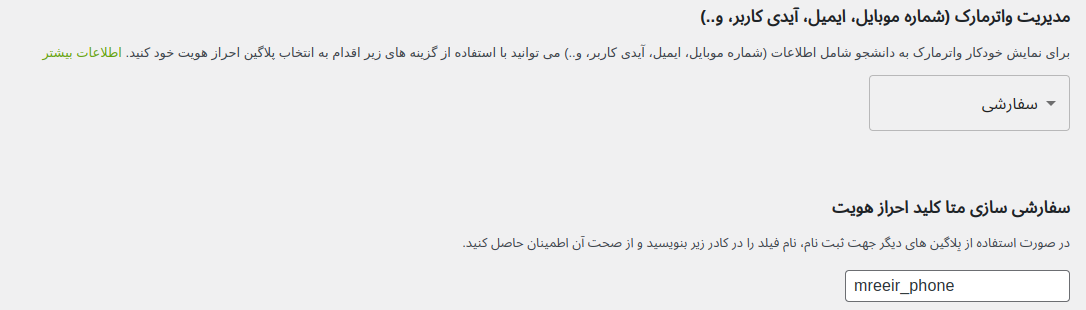 مدیریت واترمارک (شماره موبایل، ایمیل، آیدی کاربر، و..)
برای نمایش خودکار واترمارک به دانشجو شامل اطلاعات (شماره موبایل، ایمیل، آیدی کاربر، و..) می توانید با استفاده از گزینه های زیر اقدام به انتخاب پلاگین احراز هویت خود کنید. اطلاعات بیشتر
سفارشی
سفارشی سازی متا کلید احراز هویت
در صورت استفاده از پلاگین های دیگر جهت ثبت نام، نام فیلد را در کادر زیر بنویسید و از صحت آن اطمینان حاصل کنید.
mreeir_phone